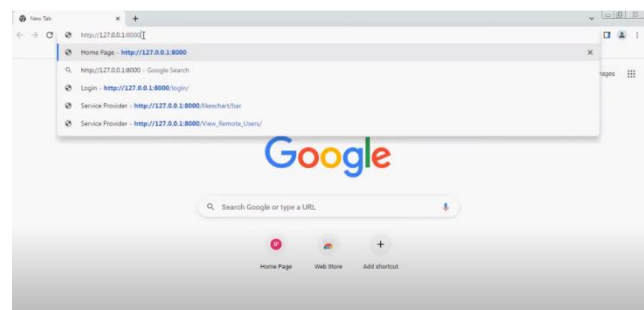 New Tab
http://127.0.0.1:8000
Home Page - http://127.0.0.1:8000
http://127.0.0.1:8000 - Google Search
Login - http://127.0.0.1:8000/login/
Service Provider - http://127.0.0.1:8000/likeschart/bar
Service Provider - http://127.0.0.1:8000/View_Remote_Users/
ages
Google
Search Google or type a URL
Home Page
Web Store
Add shortcut